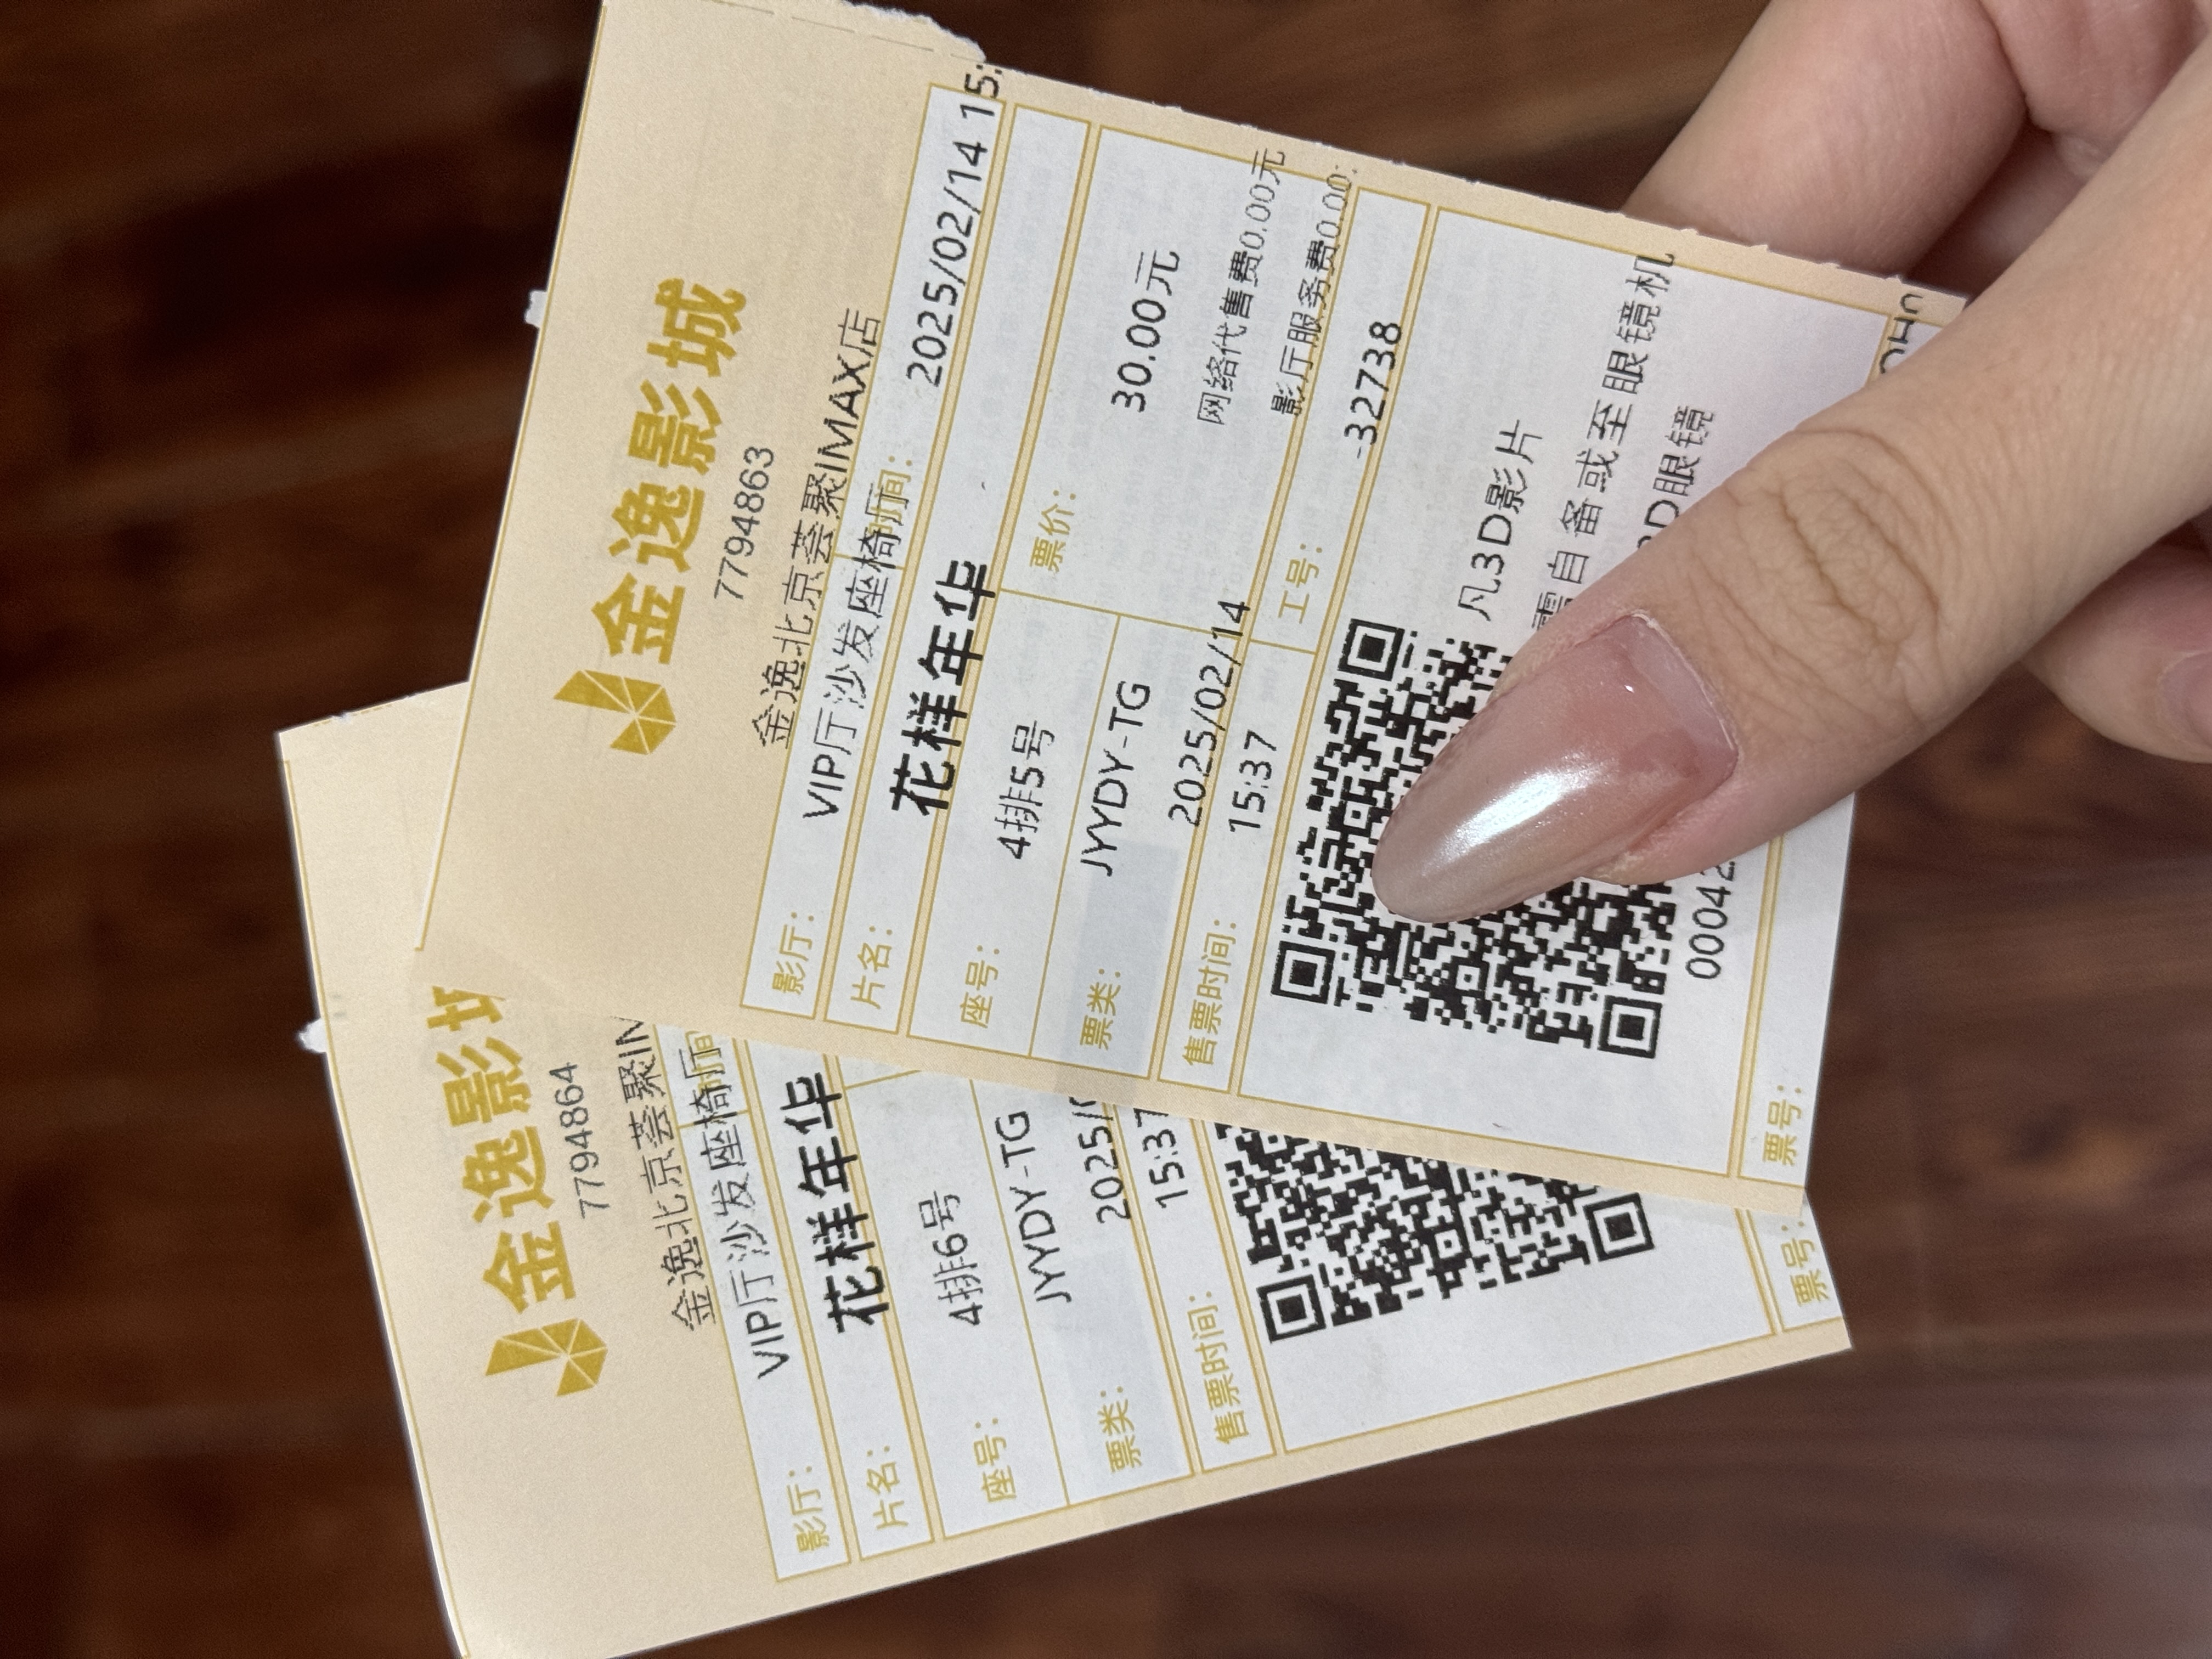 金逸影
7794864
金逸北京荟聚IM
影厅: VIP厅沙发座椅厅 时间
片名: 花样年华
座号: 4排6号
票类: JYYDY-TG
售票时间: 2025/0
15:37
票号:
金逸影城
7794863
金逸北京荟聚IMAX店
影厅: VIP厅沙发座椅厅 时间: 2025/02/14 15:
片名: 花样年华
座号: 4排5号
票价: 30.00元
票类: JYYDY-TG
网络代售费0.00元
影厅服务费0.00
售票时间: 2025/02/14
15:37
工号: -32738
凡3D影片
需自备或至眼镜机
3D眼镜
00042
票号: